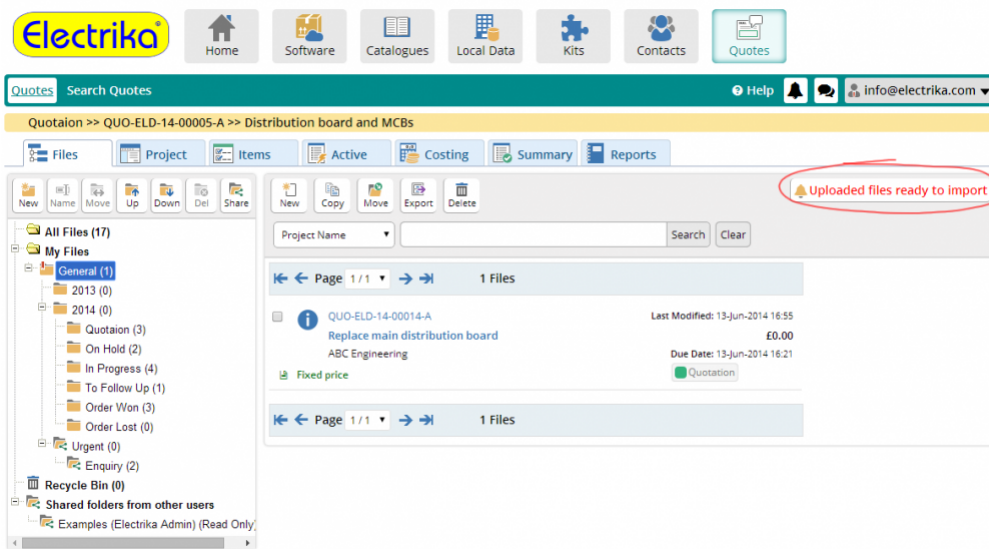 Electrika
Home
Software
Catalogues
Local Data
Kits
Contacts
Quotes
Quotes Search Quotes
Help
info@electrika.com
Quotaion >> QUO-ELD-14-00005-A >> Distribution board and MCBs
Files Project Items Active Costing Summary Reports
New Name Move Up Down Del Share
New Copy Move Export Delete
Uploaded files ready to import
All Files (17)
My Files
General (1)
2013 (0)
2014 (0)
Quotaion (3)
On Hold (2)
In Progress (4)
To Follow Up (1)
Order Won (3)
Order Lost (0)
Urgent (0)
Enquiry (2)
Recycle Bin (0)
Shared folders from other users
Examples (Electrika Admin) (Read Only)
Project Name Search Clear
Page 1/1 1 Files
QUO-ELD-14-00014-A
Replace main distribution board
ABC Engineering
Fixed price
Last Modified: 13-Jun-2014 16:55
£0.00
Due Date: 13-Jun-2014 16:21
Quotation
Page 1/1 1 Files